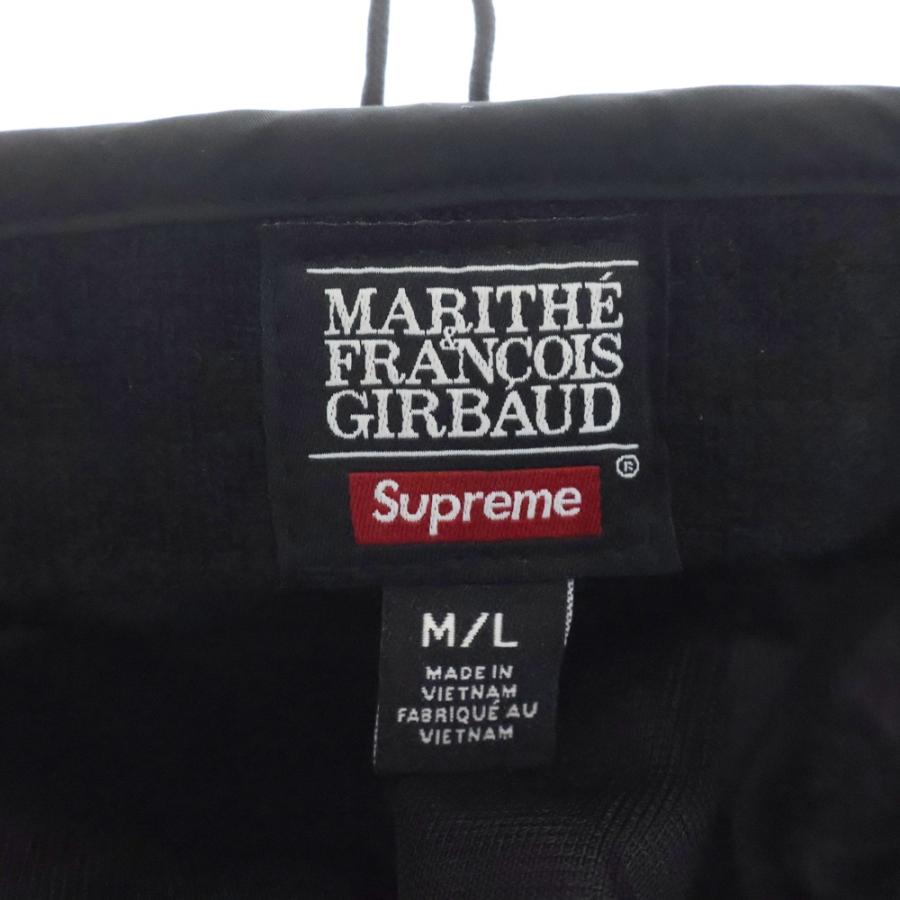 MARITHÉ
&
FRANÇOIS
GIRBAUD
®
Supreme
M/L
MADE IN
VIETNAM
FABRIQUÉ AU
VIETNAM